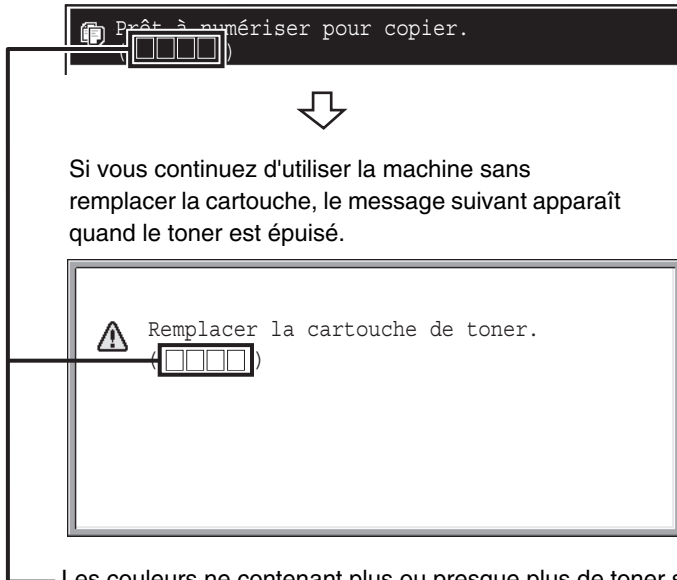 Prêt à numériser pour copier.
(□□□□)
Si vous continuez d'utiliser la machine sans
remplacer la cartouche, le message suivant apparaît
quand le toner est épuisé.
Remplacer la cartouche de toner.
(□□□□)
Les couleurs ne contenant plus ou presque plus de toner